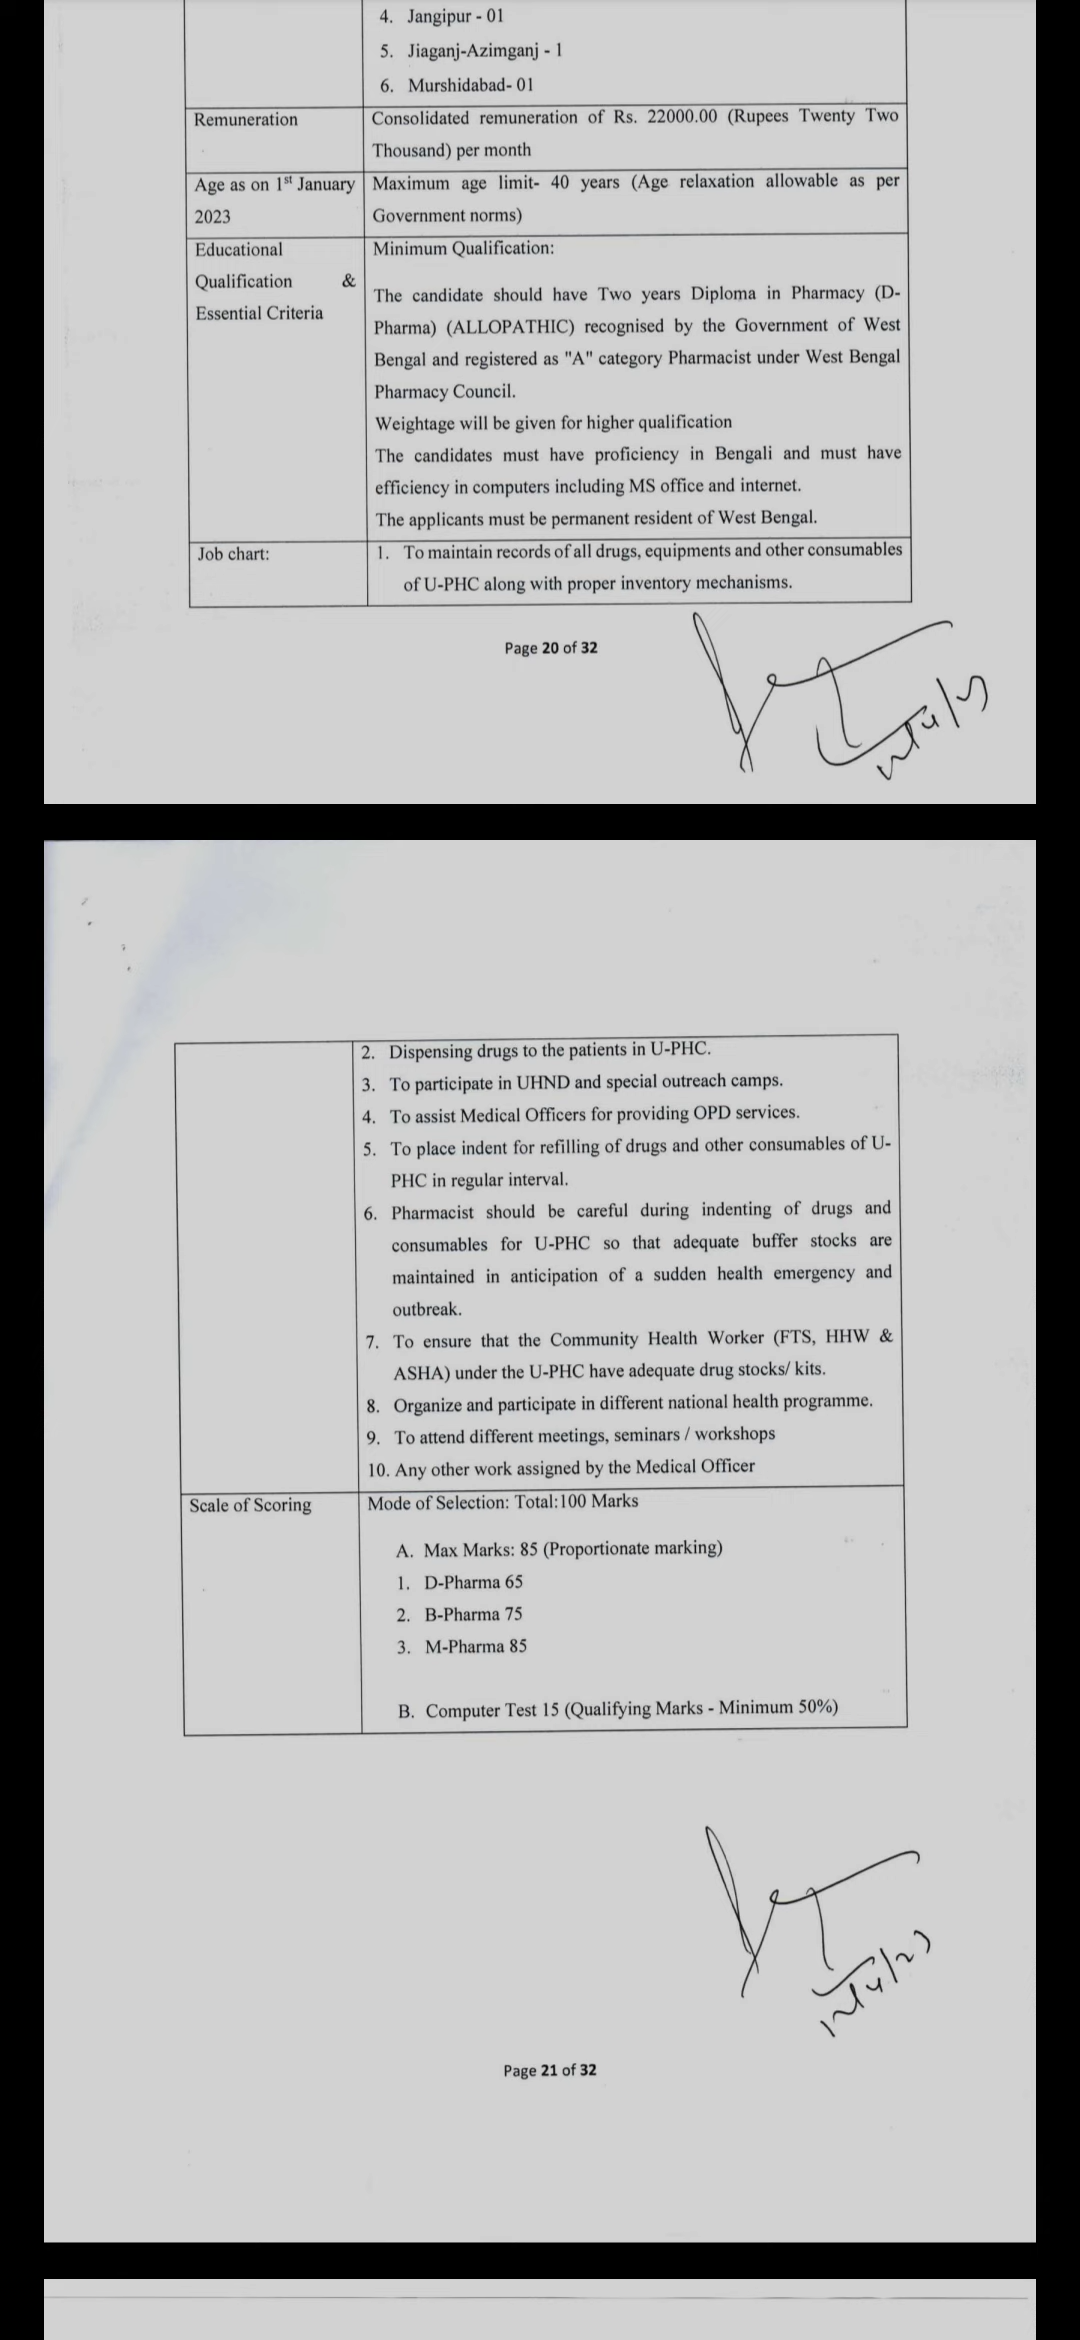 4. Jangipur - 01
5. Jiaganj-Azimganj - 1
6. Murshidabad- 01
Remuneration
Consolidated remuneration of Rs. 22000.00 (Rupees Twenty Two
Thousand) per month
Age as on 1st January
2023
Maximum age limit- 40 years (Age relaxation allowable as per
Government norms)
Educational
Qualification &
Essential Criteria
Minimum Qualification:
The candidate should have Two years Diploma in Pharmacy (D-
Pharma) (ALLOPATHIC) recognised by the Government of West
Bengal and registered as "A" category Pharmacist under West Bengal
Pharmacy Council.
Weightage will be given for higher qualification
The candidates must have proficiency in Bengali and must have
efficiency in computers including MS office and internet.
The applicants must be permanent resident of West Bengal.
Job chart:
1. To maintain records of all drugs, equipments and other consumables
of U-PHC along with proper inventory mechanisms.
Page 20 of 32
2. Dispensing drugs to the patients in U-PHC.
3. To participate in UHND and special outreach camps.
4. To assist Medical Officers for providing OPD services.
5. To place indent for refilling of drugs and other consumables of U-
PHC in regular interval.
6. Pharmacist should be careful during indenting of drugs and
consumables for U-PHC so that adequate buffer stocks are
maintained in anticipation of a sudden health emergency and
outbreak.
7. To ensure that the Community Health Worker (FTS, HHW &
ASHA) under the U-PHC have adequate drug stocks/ kits.
8. Organize and participate in different national health programme.
9. To attend different meetings, seminars / workshops
10. Any other work assigned by the Medical Officer
Scale of Scoring
Mode of Selection: Total:100 Marks
A. Max Marks: 85 (Proportionate marking)
1. D-Pharma 65
2. B-Pharma 75
3. M-Pharma 85
B. Computer Test 15 (Qualifying Marks - Minimum 50%)
Page 21 of 32